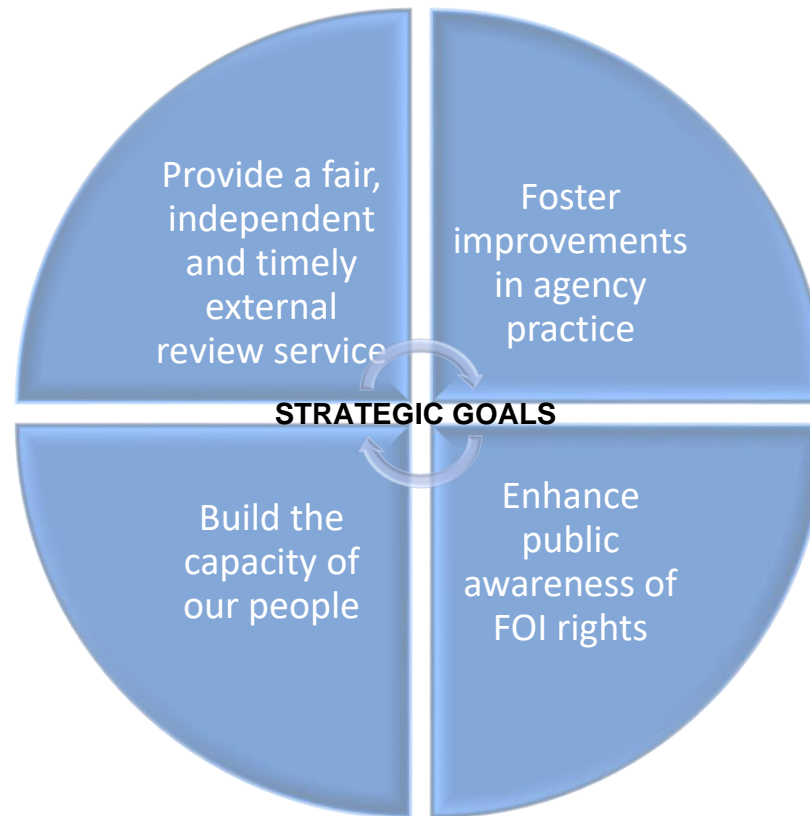 Provide a fair,
independent
and timely
external
review service
Foster
improvements
in agency
practice
STRATEGIC GOALS
Build the
capacity of
our people
Enhance
public
awareness of
FOI rights